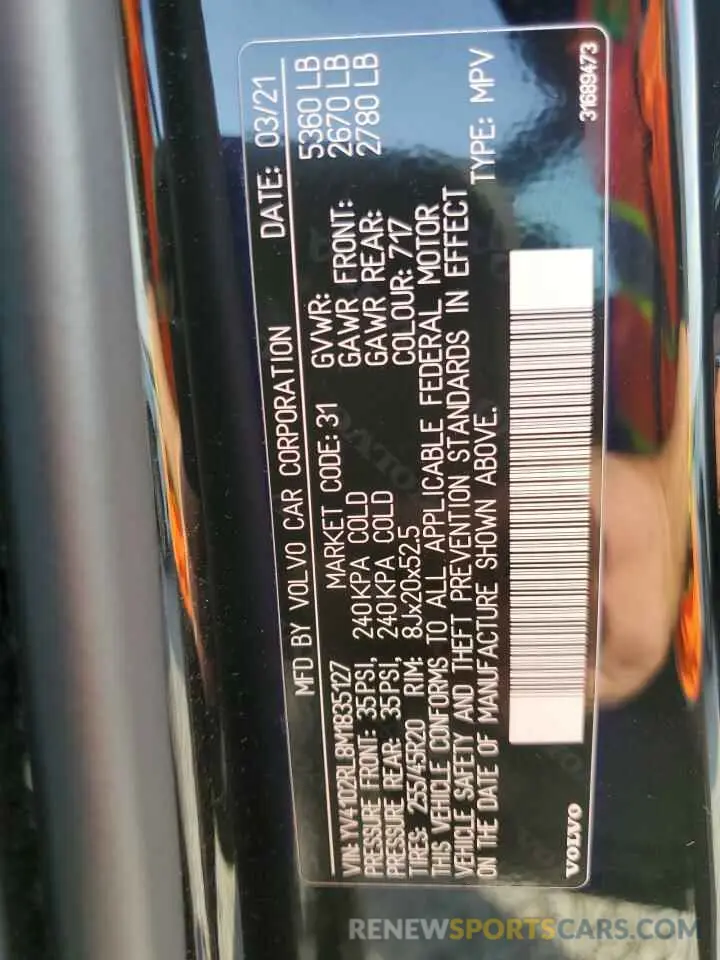 MFD BY VOLVO CAR CORPORATION DATE: 03/21
VIN: YV4102RL8M1835127 MARKET CODE: 31 GVWR: 5360 LB
PRESSURE FRONT: 35PSI, 240KPA COLD GAWR FRONT: 2670 LB
PRESSURE REAR: 35PSI, 240KPA COLD GAWR REAR: 2780 LB
TIRES: 255/45R20 RIM: 8Jx20x52.5 COLOUR: 717
THIS VEHICLE CONFORMS TO ALL APPLICABLE FEDERAL MOTOR
VEHICLE SAFETY AND THEFT PREVENTION STANDARDS IN EFFECT
ON THE DATE OF MANUFACTURE SHOWN ABOVE. TYPE: MPV
VOLVO 31689473
RENEWSPORTSCARS.COM